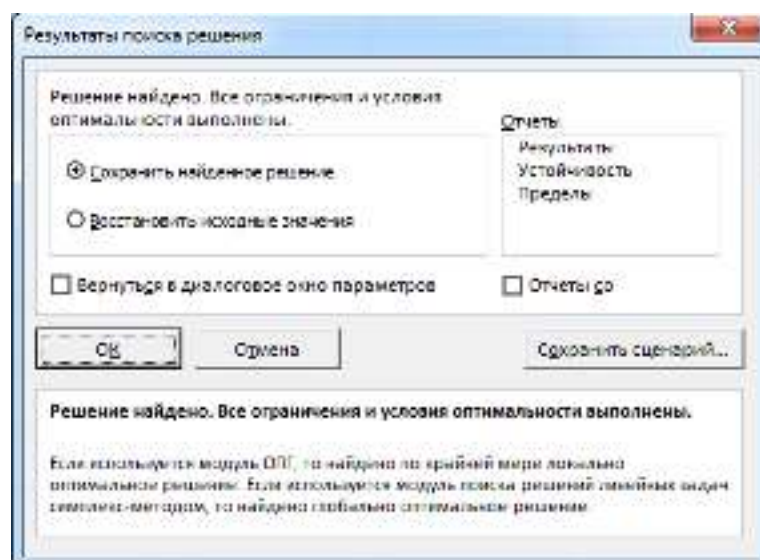 Результаты поиска решения
Решение найдено. Все ограничения и условия
оптимальности выполнены.
Отчеты
Результаты
Устойчивость
Пределы
Сохранить найденное решение
Восстановить исходные значения
Вернуться в диалоговое окно параметров
Отчеты со
ОК
Отмена
Сохранить сценарий...
Решение найдено. Все ограничения и условия оптимальности выполнены.
Если используется модуль ОПГ, то найдено по крайней мере локально
оптимальное решение. Если используется модуль поиска решений линейных задач
симплекс-методом, то найдено глобально оптимальное решение.